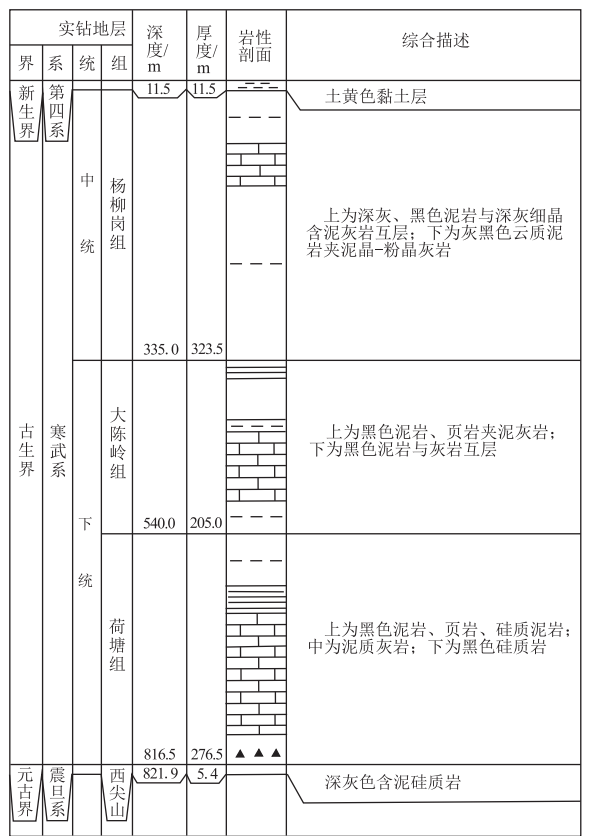 实钻地层
深度/m
厚度/m
岩性剖面
综合描述
界 系 统 组
新生界
第四系
11.5 11.5
土黄色黏土层
中统
杨柳岗组
上为深灰、黑色泥岩与深灰细晶
含泥灰岩互层;下为灰黑色云质泥
岩夹泥晶-粉晶灰岩
335.0 323.5
古生界
寒武系
下统
大陈岭组
上为黑色泥岩、页岩夹泥灰岩;
下为黑色泥岩与灰岩互层
540.0 205.0
荷塘组
上为黑色泥岩、页岩、硅质泥岩;
中为泥质灰岩;下为黑色硅质岩
816.5 276.5
元古界
震旦系
西尖山
821.9 5.4
深灰色含泥硅质岩